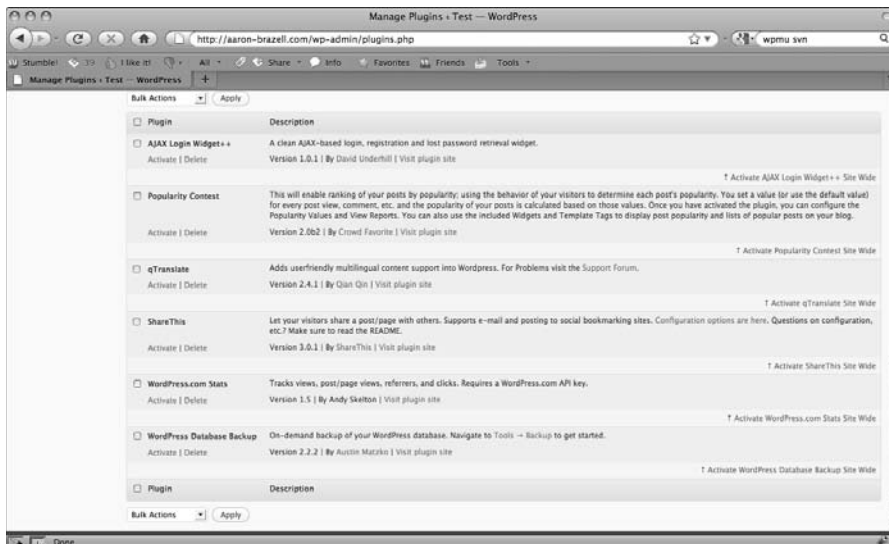 Manage Plugins ‹ Test — WordPress
http://aaron-brazell.com/wp-admin/plugins.php
wpmu svn
Stumble! 39 I like it! All Share Info Favorites Friends Tools
Manage Plugins ‹ Test — WordPress +
Bulk Actions Apply
Plugin Description
AJAX Login Widget++ A clean AJAX-based login, registration and lost password retrieval widget.
Activate | Delete Version 1.0.1 | By David Underhill | Visit plugin site
↑ Activate AJAX Login Widget++ Site Wide
Popularity Contest This will enable ranking of your posts by popularity; using the behavior of your visitors to determine each post's popularity. You set a value (or use the default value)
for every post view, comment, etc. and the popularity of your posts is calculated based on those values. Once you have activated the plugin, you can configure the
Popularity Values and View Reports. You can also use the included Widgets and Template Tags to display post popularity and lists of popular posts on your blog.
Activate | Delete Version 2.0b2 | By Crowd Favorite | Visit plugin site
↑ Activate Popularity Contest Site Wide
qTranslate Adds userfriendly multilingual content support into Wordpress. For Problems visit the Support Forum.
Activate | Delete Version 2.4.1 | By Qian Qin | Visit plugin site
↑ Activate qTranslate Site Wide
ShareThis Let your visitors share a post/page with others. Supports e-mail and posting to social bookmarking sites. Configuration options are here. Questions on configuration,
etc.? Make sure to read the README.
Activate | Delete Version 3.0.1 | By ShareThis | Visit plugin site
↑ Activate ShareThis Site Wide
WordPress.com Stats Tracks views, post/page views, referrers, and clicks. Requires a WordPress.com API key.
Activate | Delete Version 1.5 | By Andy Skelton | Visit plugin site
↑ Activate WordPress.com Stats Site Wide
WordPress Database Backup On-demand backup of your WordPress database. Navigate to Tools → Backup to get started.
Activate | Delete Version 2.2.2 | By Austin Matzko | Visit plugin site
↑ Activate WordPress Database Backup Site Wide
Plugin Description
Bulk Actions Apply
Done